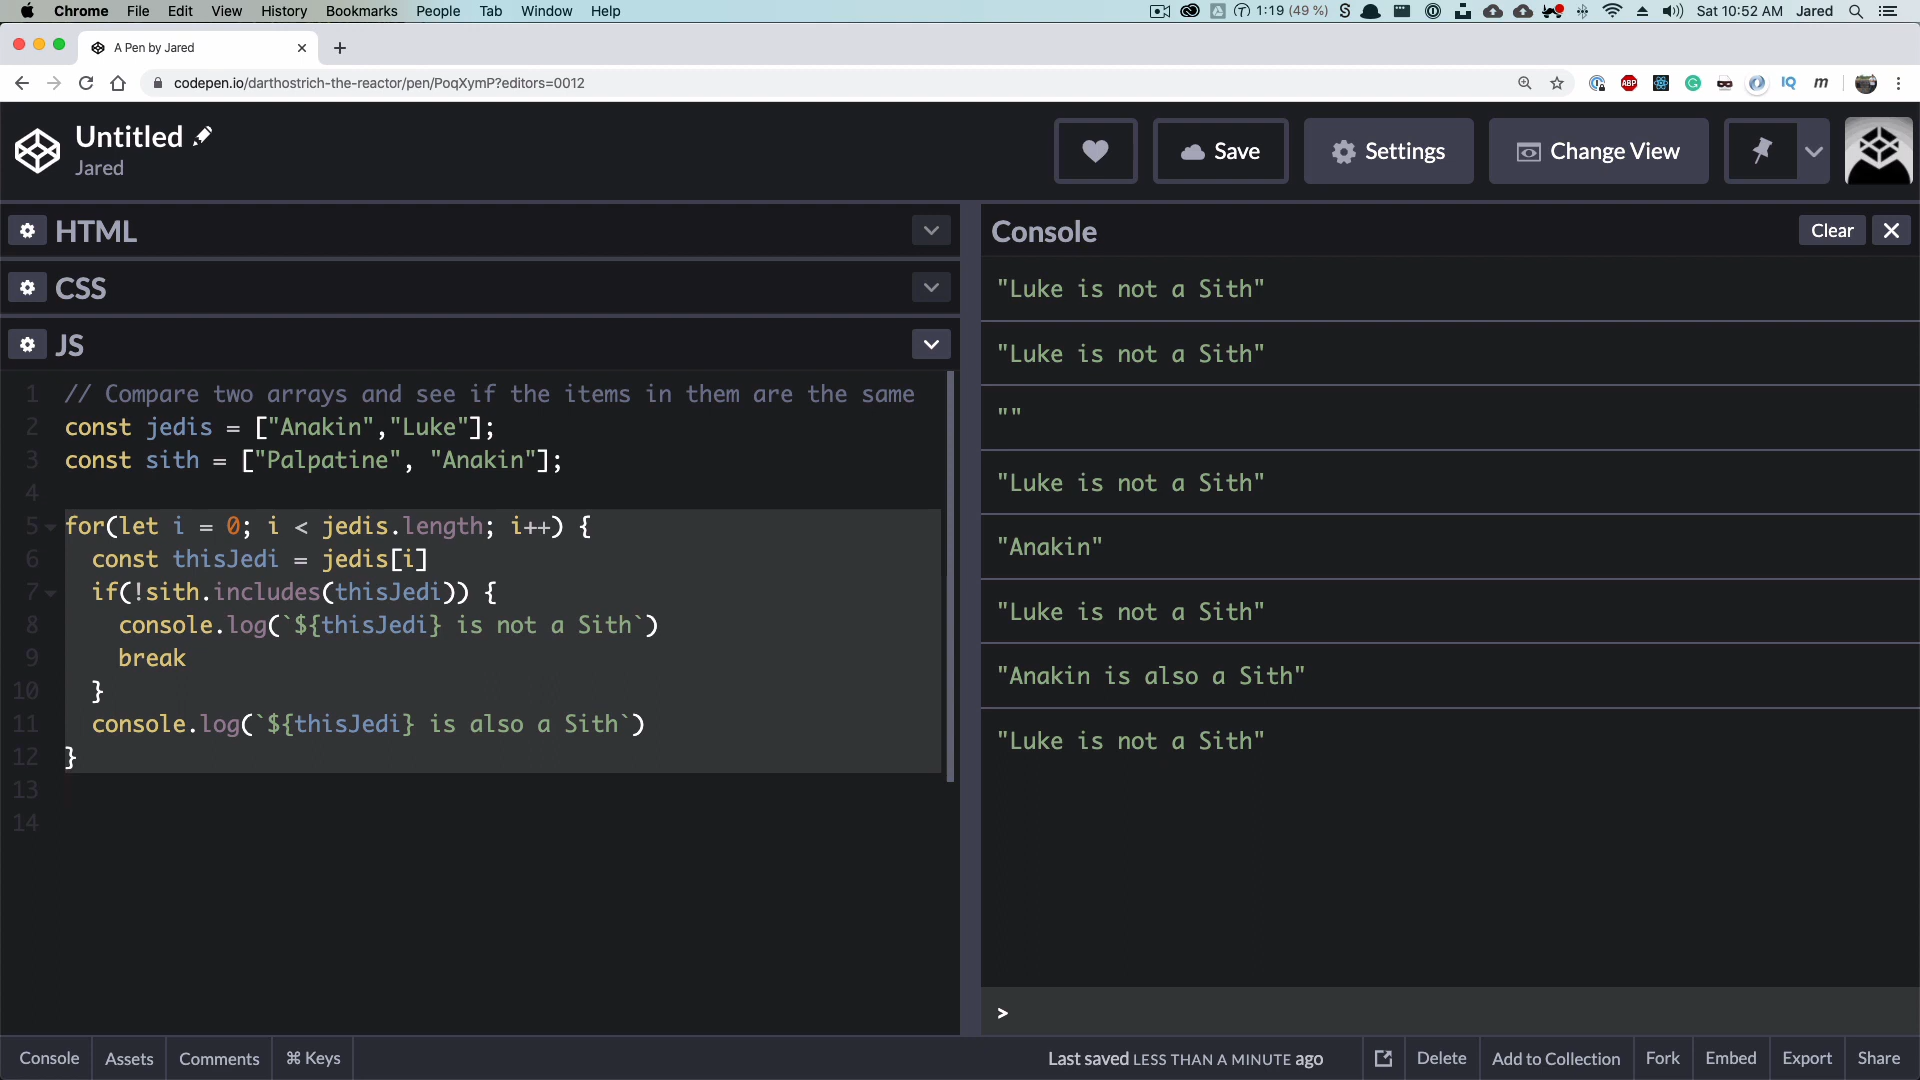 Chrome File Edit View History Bookmarks People Tab Window Help 1:19 (49 %) Sat 10:52 AM Jared
A Pen by Jared
codepen.io/darthostrich-the-reactor/pen/PoqXymP?editors=0012 ABP IQ m
Untitled
Jared
Save Settings Change View
HTML
CSS
JS
1 // Compare two arrays and see if the items in them are the same
2 const jedis = ["Anakin","Luke"];
3 const sith = ["Palpatine", "Anakin"];
4
5 for(let i = 0; i < jedis.length; i++) {
6 const thisJedi = jedis[i]
7 if(!sith.includes(thisJedi)) {
8 console.log(`${thisJedi} is not a Sith`)
9 break
10 }
11 console.log(`${thisJedi} is also a Sith`)
12 }
13
14
Console Clear
"Luke is not a Sith"
"Luke is not a Sith"
""
"Luke is not a Sith"
"Anakin"
"Luke is not a Sith"
"Anakin is also a Sith"
"Luke is not a Sith"
>
Console Assets Comments ⌘ Keys Last saved LESS THAN A MINUTE ago Delete Add to Collection Fork Embed Export Share